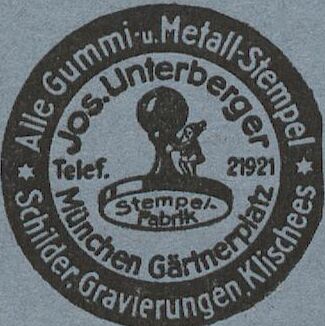 Alle Gummi- u. Metall-Stempel
Jos. Unterberger
Telef. 21921
Stempel-
Fabrik
München Gärtnerplatz
Schilder, Gravierungen, Klischees